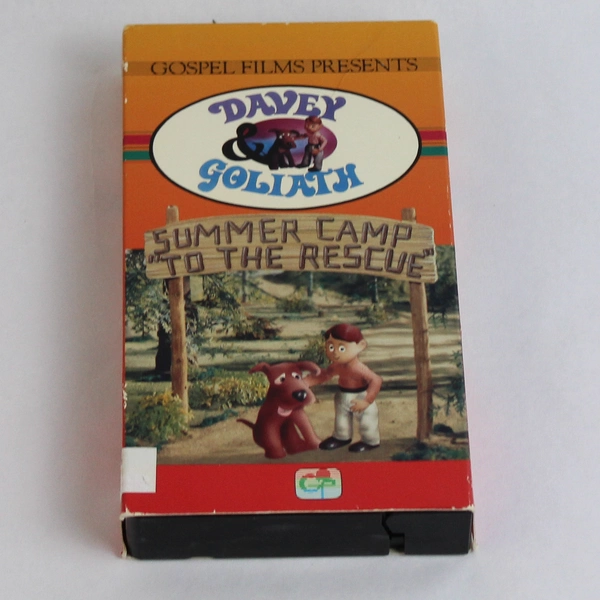 GOSPEL FILMS PRESENTS
DAVEY
&
GOLIATH
SUMMER CAMP
"TO THE RESCUE"